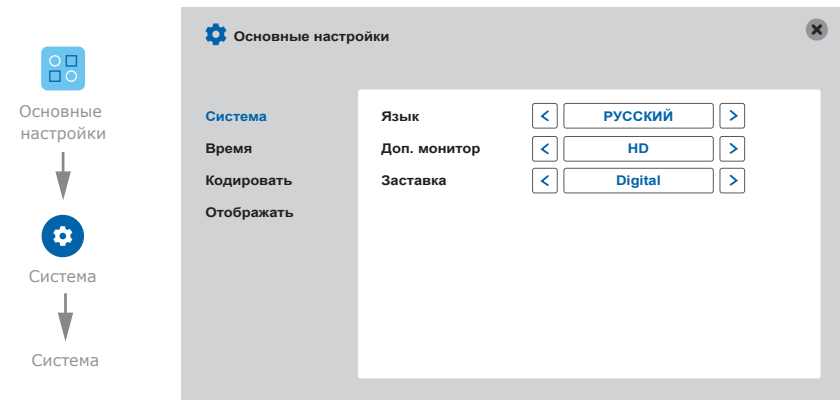 Основные
настройки
Система
Система
Основные настройки
Система
Время
Кодировать
Отображать
Язык < РУССКИЙ >
Доп. монитор < HD >
Заставка < Digital >